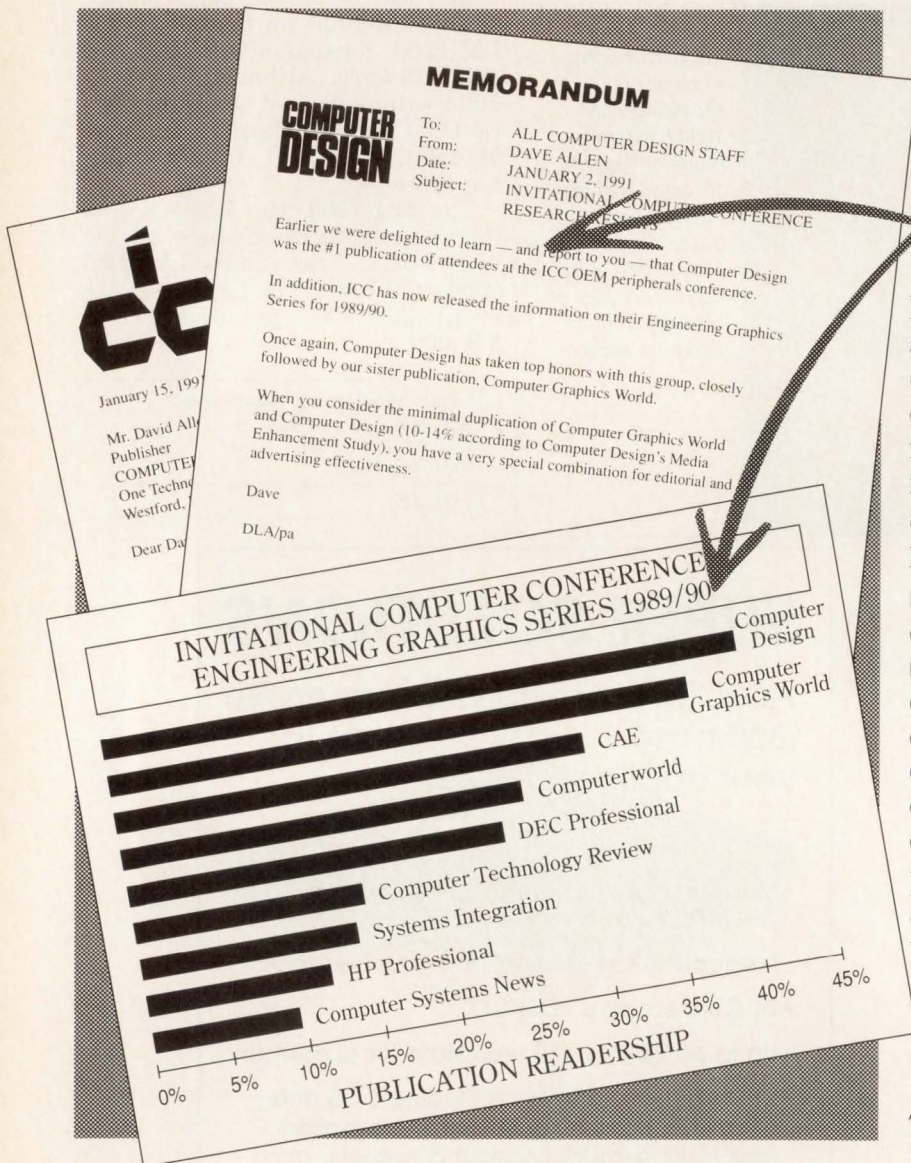 MEMORANDUM
COMPUTER
DESIGN
To: ALL COMPUTER DESIGN STAFF
From: DAVE ALLEN
Date: JANUARY 2, 1991
Subject: INVITATIONAL COMPUTER CONFERENCE
RESEARCH RESULTS
Earlier we were delighted to learn — and report to you — that Computer Design
was the #1 publication of attendees at the ICC OEM peripherals conference.
In addition, ICC has now released the information on their Engineering Graphics
Series for 1989/90.
Once again, Computer Design has taken top honors with this group, closely
followed by our sister publication, Computer Graphics World.
When you consider the minimal duplication of Computer Graphics World
and Computer Design (10-14% according to Computer Design's Media
Enhancement Study), you have a very special combination for editorial and
advertising effectiveness.
Dave
DLA/pa
icc
January 15, 199
Mr. David All
Publisher
COMPUTE
One Techn
Westford,
Dear Da
INVITATIONAL COMPUTER CONFERENCE
ENGINEERING GRAPHICS SERIES 1989/90
Computer
Design
Computer
Graphics World
CAE
Computerworld
DEC Professional
Computer Technology Review
Systems Integration
HP Professional
Computer Systems News
0% 5% 10% 15% 20% 25% 30% 35% 40% 45%
PUBLICATION READERSHIP